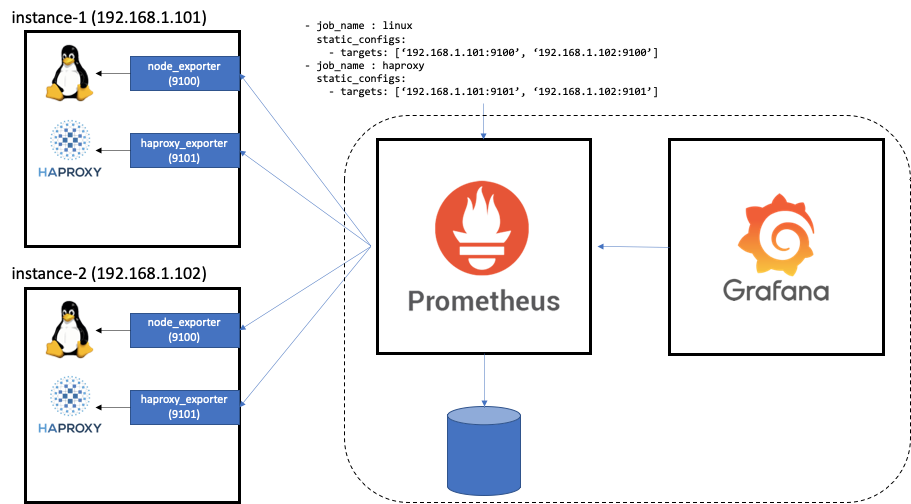 instance-1 (192.168.1.101)
node_exporter
(9100)
haproxy_exporter
(9101)
HAPROXY
- job_name : linux
static_configs:
- targets: [‘192.168.1.101:9100’, ‘192.168.1.102:9100’]
- job_name : haproxy
static_configs:
- targets: [‘192.168.1.101:9101’, ‘192.168.1.102:9101’]
Prometheus
Grafana
instance-2 (192.168.1.102)
node_exporter
(9100)
haproxy_exporter
(9101)
HAPROXY